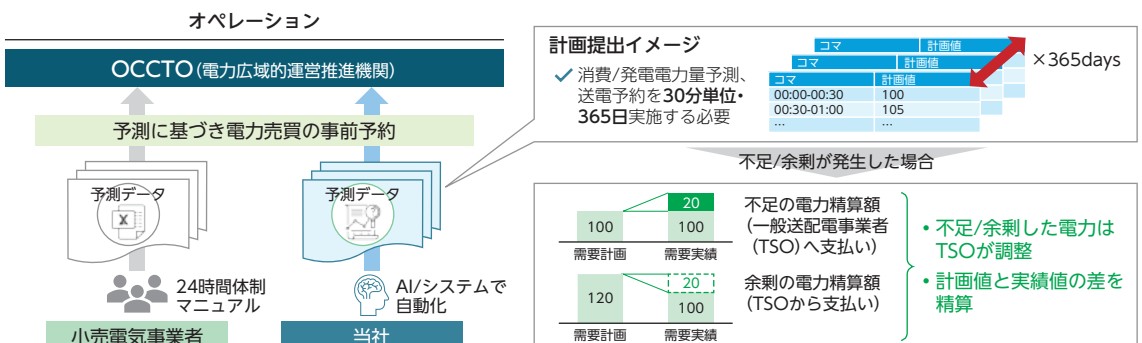 オペレーション
OCCTO(電力広域的運営推進機関)
予測に基づき電力売買の事前予約
予測データ
予測データ
24時間体制
マニュアル
AI/システムで
自動化
小売電気事業者
当社
計画提出イメージ
消費/発電電力量予測、
送電予約を30分単位・
365日実施する必要
コマ 計画値
コマ 計画値
コマ 計画値
00:00-00:30 100
00:30-01:00 105
… …
×365days
不足/余剰が発生した場合
20
100 100
需要計画 需要実績
不足の電力精算額
(一般送配電事業者
(TSO)へ支払い)
20
120 100
需要計画 需要実績
余剰の電力精算額
(TSOから支払い)
• 不足/余剰した電力は
TSOが調整
• 計画値と実績値の差を
精算